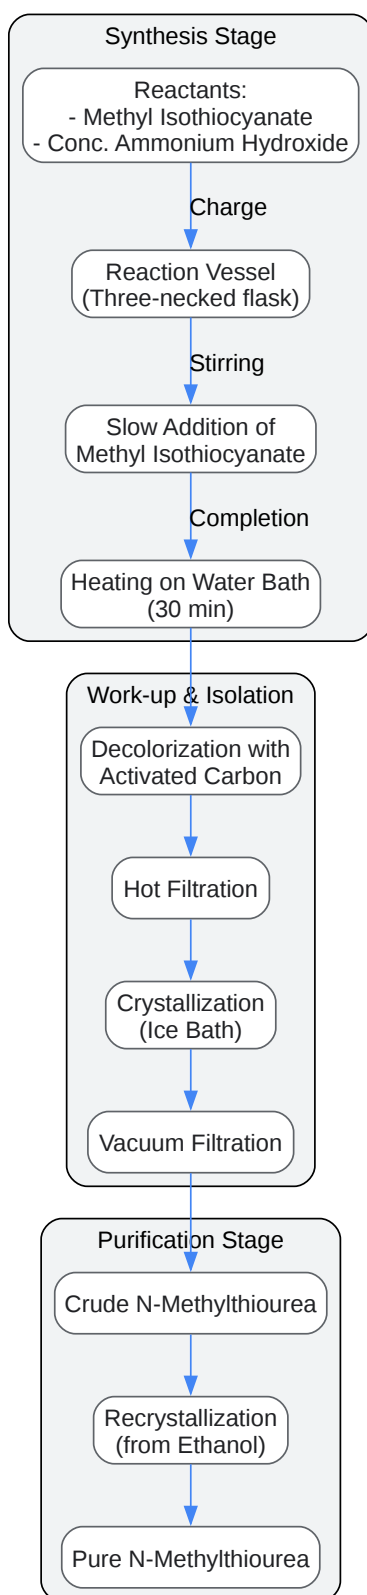 Synthesis Stage
Reactants:
- Methyl Isothiocyanate
- Conc. Ammonium Hydroxide
Charge
Reaction Vessel
(Three-necked flask)
Stirring
Slow Addition of
Methyl Isothiocyanate
Completion
Heating on Water Bath
(30 min)
Work-up & Isolation
Decolorization with
Activated Carbon
Hot Filtration
Crystallization
(Ice Bath)
Vacuum Filtration
Purification Stage
Crude N-Methylthiourea
Recrystallization
(from Ethanol)
Pure N-Methylthiourea